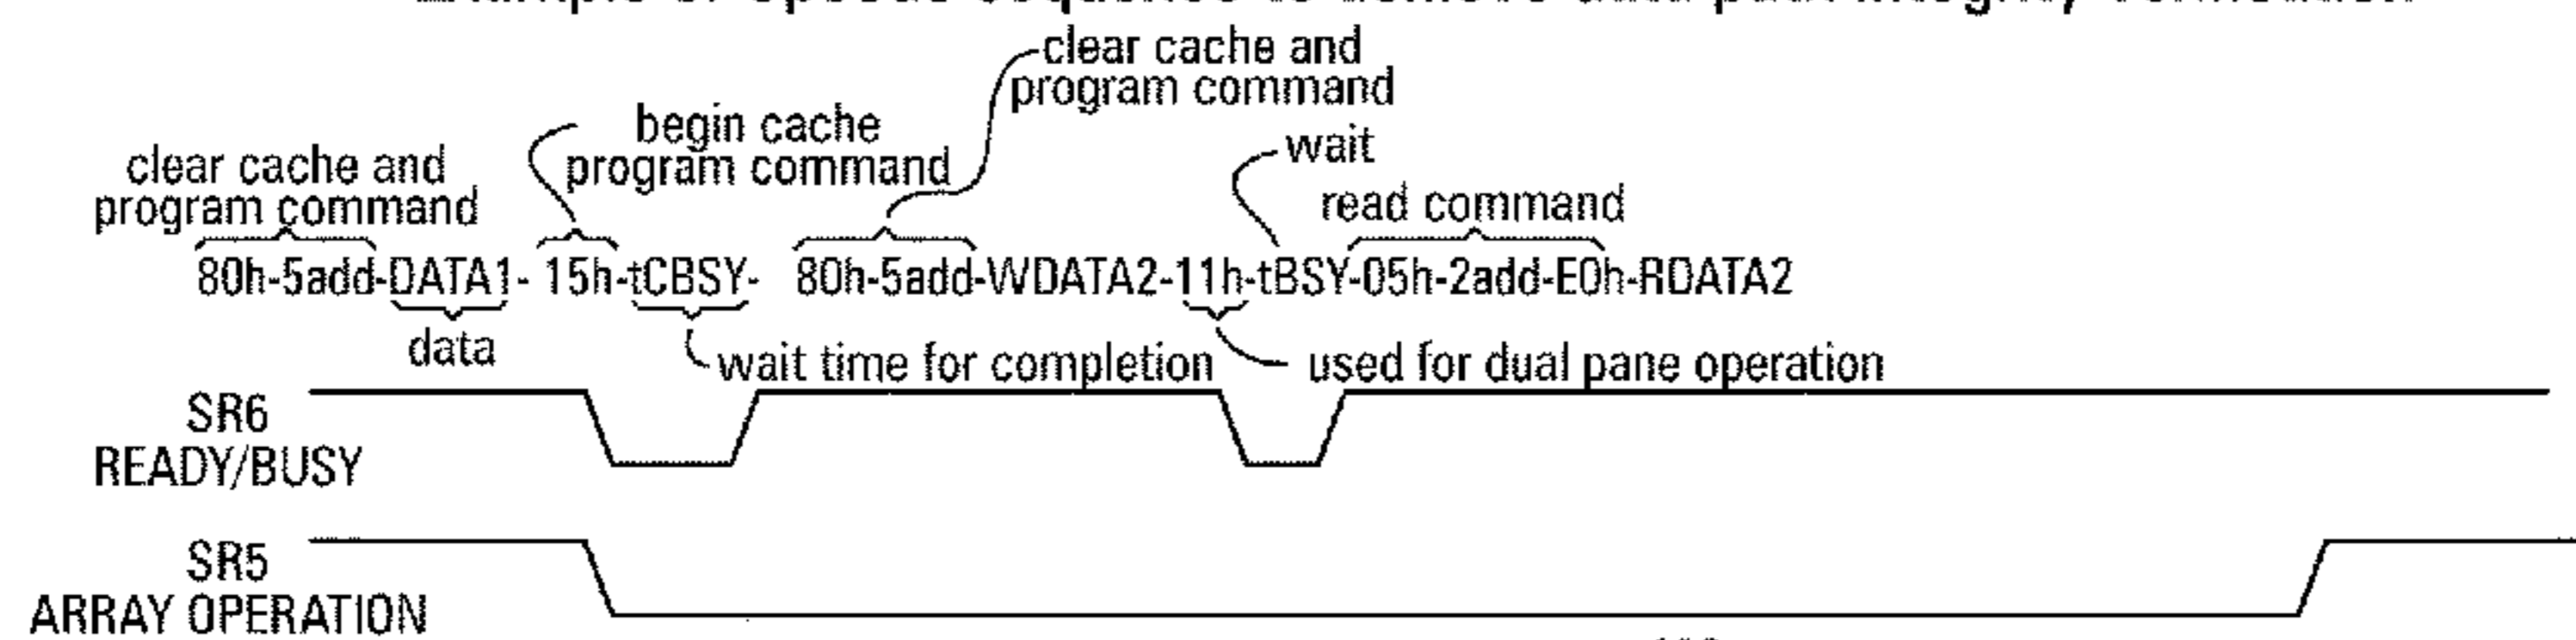 clear cache and
program command
begin cache
program command
clear cache and
program command
wait
read command
80h-5add-DATA1- 15h-tCBSY- 80h-5add-WDATA2-11h-tBSY-05h-2add-E0h-RDATA2
data
wait time for completion
used for dual pane operation
SR6
READY/BUSY
SR5
ARRAY OPERATION